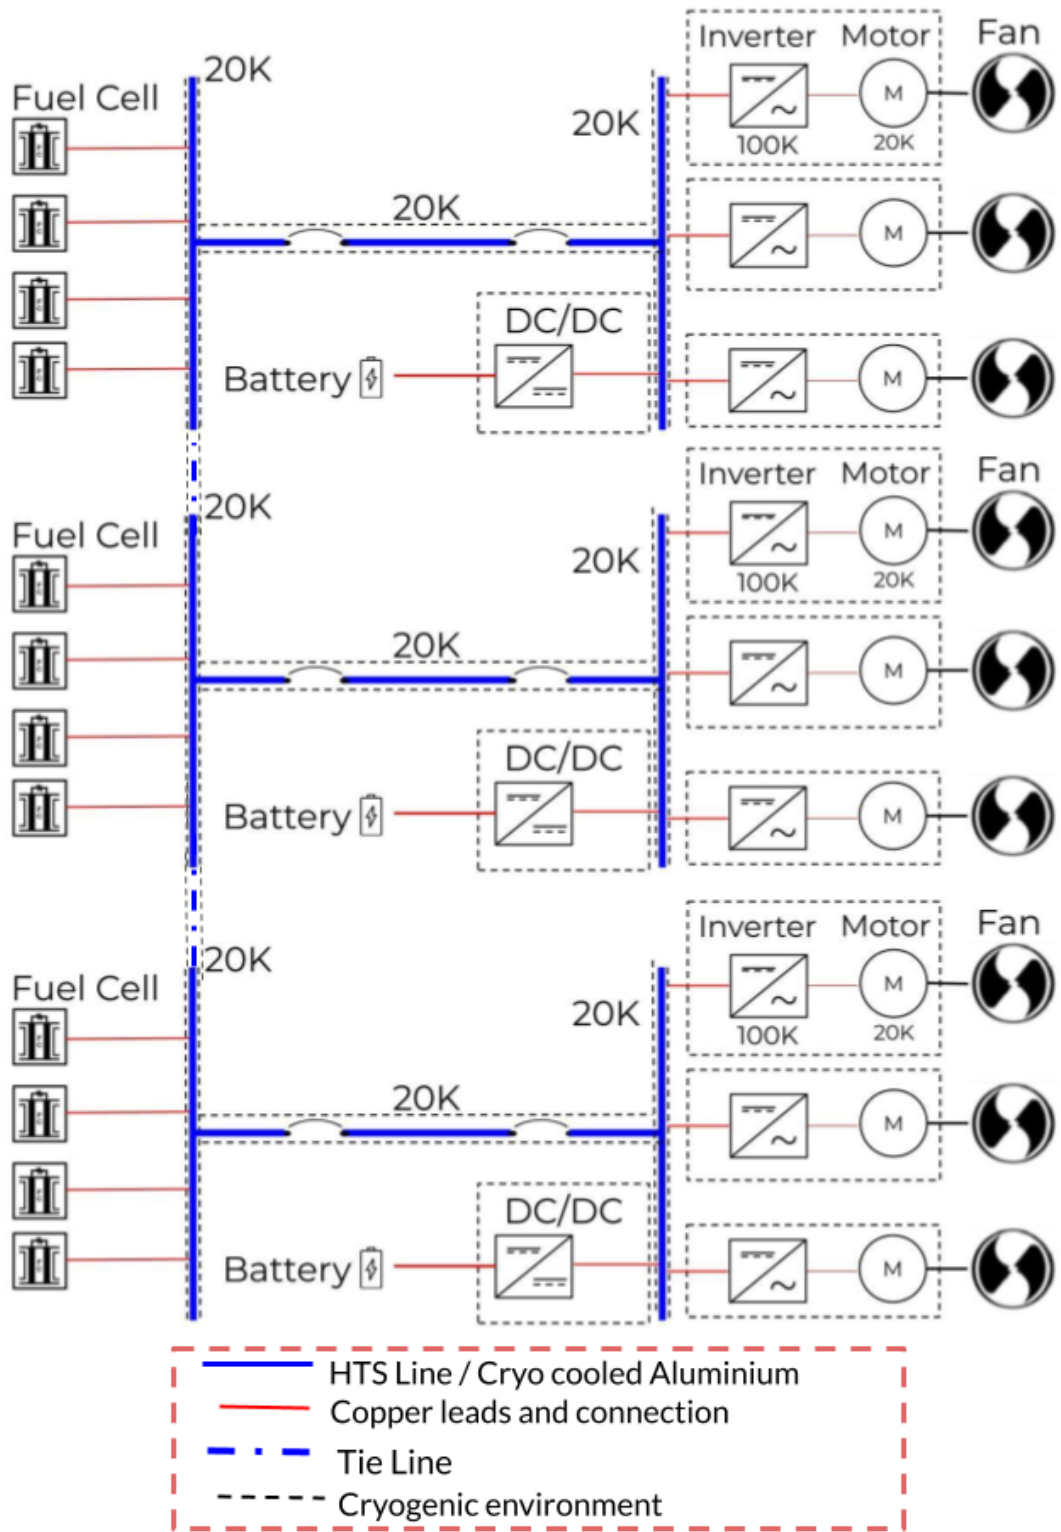 Inverter Motor Fan
20K
Fuel Cell
20K
M
100K
20K
20K
M
DC/DC
Battery
M
Inverter Motor Fan
20K
Fuel Cell
20K
M
100K
20K
20K
M
DC/DC
Battery
M
Inverter Motor Fan
20K
Fuel Cell
20K
M
100K
20K
20K
M
DC/DC
Battery
M
HTS Line / Cryo cooled Aluminium
Copper leads and connection
Tie Line
Cryogenic environment